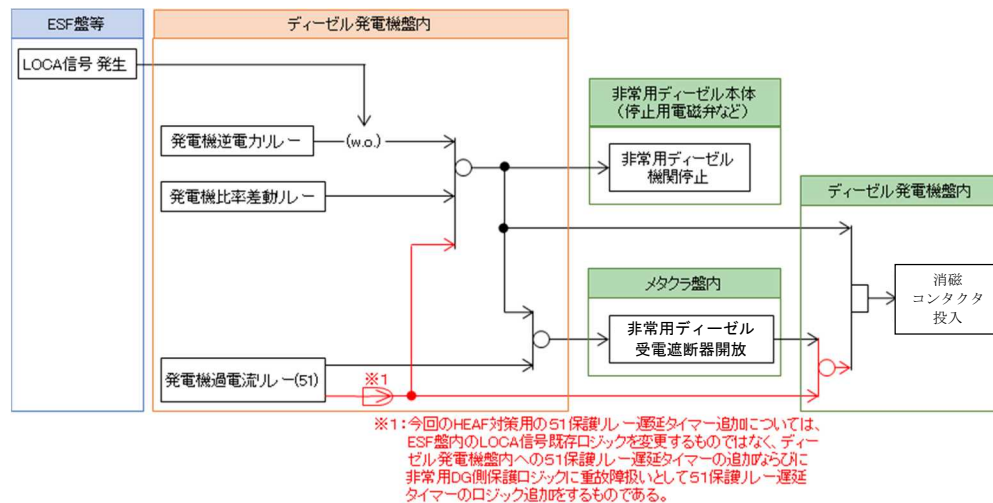 ESF盤等
ディーゼル発電機盤内
LOCA信号 発生
発電機逆電力リレー
(w.o.)
発電機比率差動リレー
発電機過電流リレー(51)
※1
非常用ディーゼル本体
(停止用電磁弁など)
非常用ディーゼル
機関停止
メタクラ盤内
非常用ディーゼル
受電遮断器開放
ディーゼル発電機盤内
消磁
コンタクタ
投入
※1:今回のHEAF対策用の51保護リレー遅延タイマー追加については、
ESF盤内のLOCA信号既存ロジックを変更するものではなく、ディー
ゼル発電機盤内への51保護リレー遅延タイマーの追加ならびに
非常用DG側保護ロジックに重故障扱いとして51保護リレー遅延
タイマーのロジック追加をするものである。